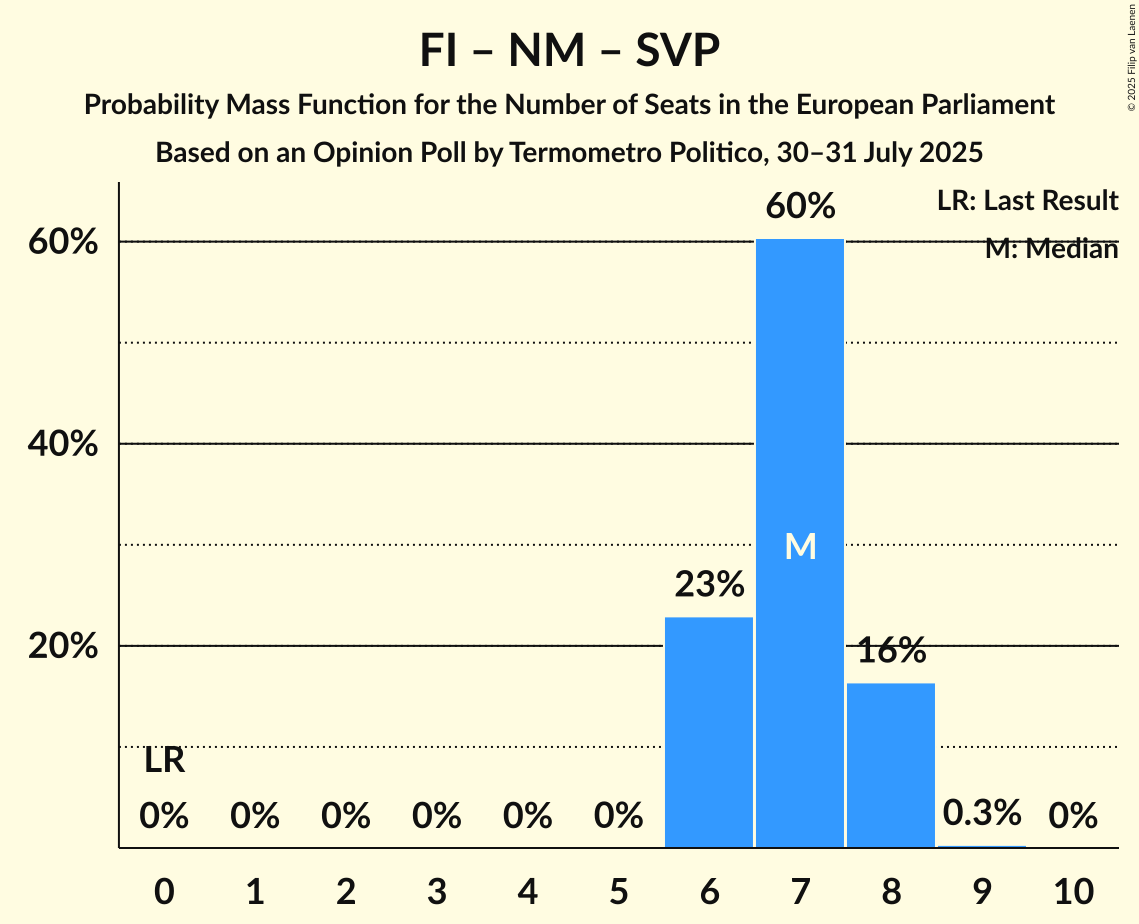 FI – NM – SVP
Probability Mass Function for the Number of Seats in the European Parliament
Based on an Opinion Poll by Termometro Politico, 30–31 July 2025
© 2025 Filip van Laenen
LR: Last Result
M: Median
60%
40%
20%
60%
M
23%
16%
LR
0% 0% 0% 0% 0% 0% 0.3% 0%
0 1 2 3 4 5 6 7 8 9 10